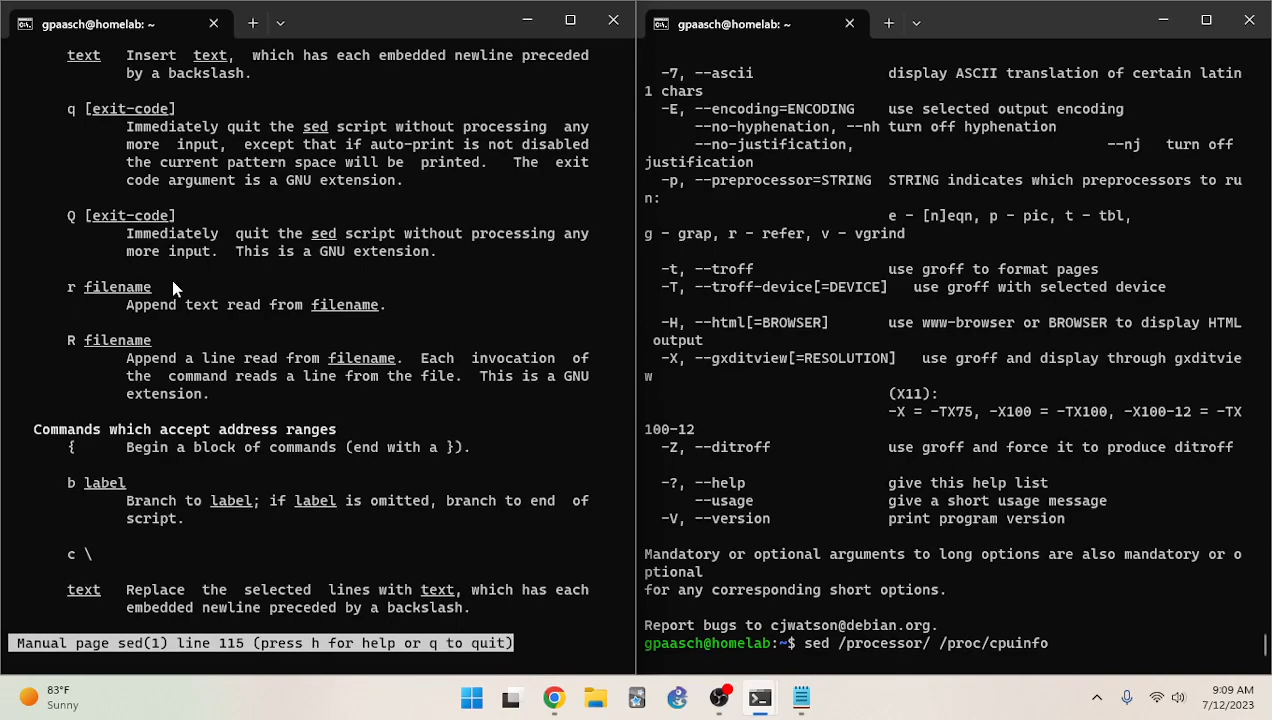 gpaasch@homelab: ~
text Insert text, which has each embedded newline preceded
by a backslash.
q [exit-code]
Immediately quit the sed script without processing any
more input, except that if auto-print is not disabled
the current pattern space will be printed. The exit
code argument is a GNU extension.
Q [exit-code]
Immediately quit the sed script without processing any
more input. This is a GNU extension.
r filename
Append text read from filename.
R filename
Append a line read from filename. Each invocation of
the command reads a line from the file. This is a GNU
extension.
Commands which accept address ranges
{ Begin a block of commands (end with a }).
b label
Branch to label; if label is omitted, branch to end of
script.
c \
text Replace the selected lines with text, which has each
embedded newline preceded by a backslash.
Manual page sed(1) line 115 (press h for help or q to quit)
gpaasch@homelab: ~
-7, --ascii display ASCII translation of certain latin
1 chars
-E, --encoding=ENCODING use selected output encoding
--no-hyphenation, --nh turn off hyphenation
--no-justification, --nj turn off
justification
-p, --preprocessor=STRING STRING indicates which preprocessors to ru
n:
e - [n]eqn, p - pic, t - tbl,
g - grap, r - refer, v - vgrind
-t, --troff use groff to format pages
-T, --troff-device[=DEVICE] use groff with selected device
-H, --html[=BROWSER] use www-browser or BROWSER to display HTML
output
-X, --gxditview[=RESOLUTION] use groff and display through gxditvie
w
(X11):
-X = -TX75, -X100 = -TX100, -X100-12 = -TX
100-12
-Z, --ditroff use groff and force it to produce ditroff
-?, --help give this help list
--usage give a short usage message
-V, --version print program version
Mandatory or optional arguments to long options are also mandatory or o
ptional
for any corresponding short options.
Report bugs to cjwatson@debian.org.
gpaasch@homelab:~$ sed /processor/ /proc/cpuinfo
83°F
Sunny
9:09 AM
7/12/2023